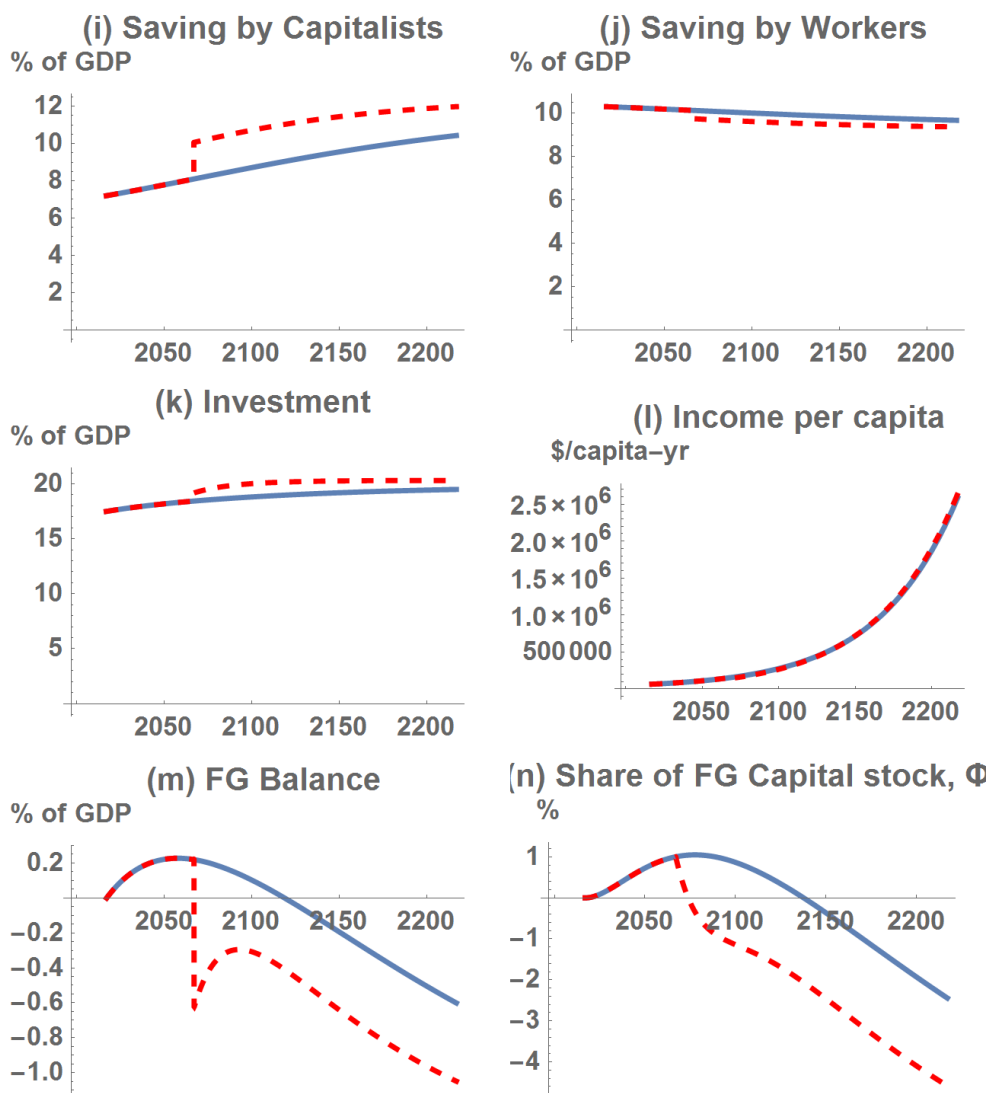 (i) Saving by Capitalists
% of GDP
12
10
8
6
4
2
2050 2100 2150 2200
(j) Saving by Workers
% of GDP
10
8
6
4
2
2050 2100 2150 2200
(k) Investment
% of GDP
20
15
10
5
2050 2100 2150 2200
(l) Income per capita
$/capita–yr
2.5 × 10⁶
2.0 × 10⁶
1.5 × 10⁶
1.0 × 10⁶
500 000
2050 2100 2150 2200
(m) FG Balance
% of GDP
0.2
2050 2100 2150 2200
−0.2
−0.4
−0.6
−0.8
−1.0
(n) Share of FG Capital stock, Φ
%
1
2050 2100 2150 2200
−1
−2
−3
−4